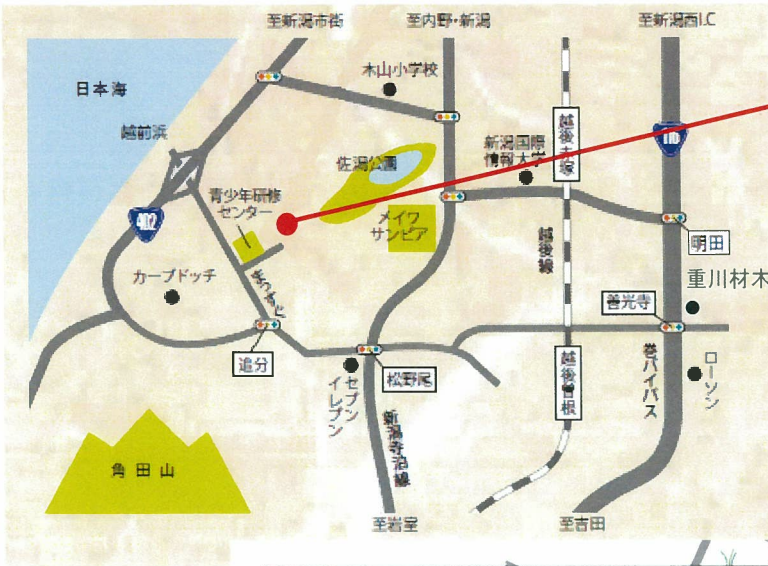 至新潟市街
至内野・新潟
至新潟西I.C
日本海
木山小学校
越前浜
越後赤塚
新潟国際
情報大学
116
佐潟公園
青少年研修
センター
メイワ
サンピア
402
越後線
明田
カーブドッチ
まっすぐ
重川材木
善光寺
追分
松野尾
セブン
イレブン
越後曽根
巻バイパス
ローソン
角田山
至岩室
至吉田